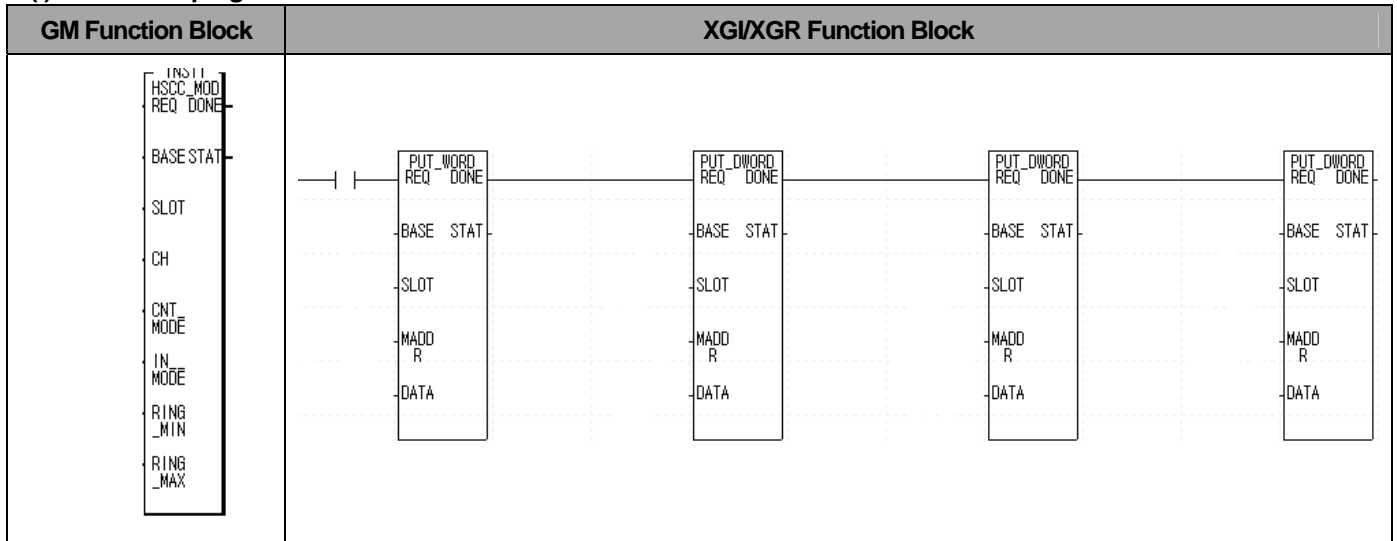 GM Function Block
XGI/XGR Function Block
HSCC_MOD
REQ DONE
BASE STAT
SLOT
CH
CNT_
MODE
IN_
MODE
RING
_MIN
RING
_MAX
PUT_WORD
REQ DONE
BASE STAT
SLOT
MADD
R
DATA
PUT_DWORD
REQ DONE
BASE STAT
SLOT
MADD
R
DATA
PUT_DWORD
REQ DONE
BASE STAT
SLOT
MADD
R
DATA
PUT_DWORD
REQ DONE
BASE STAT
SLOT
MADD
R
DATA